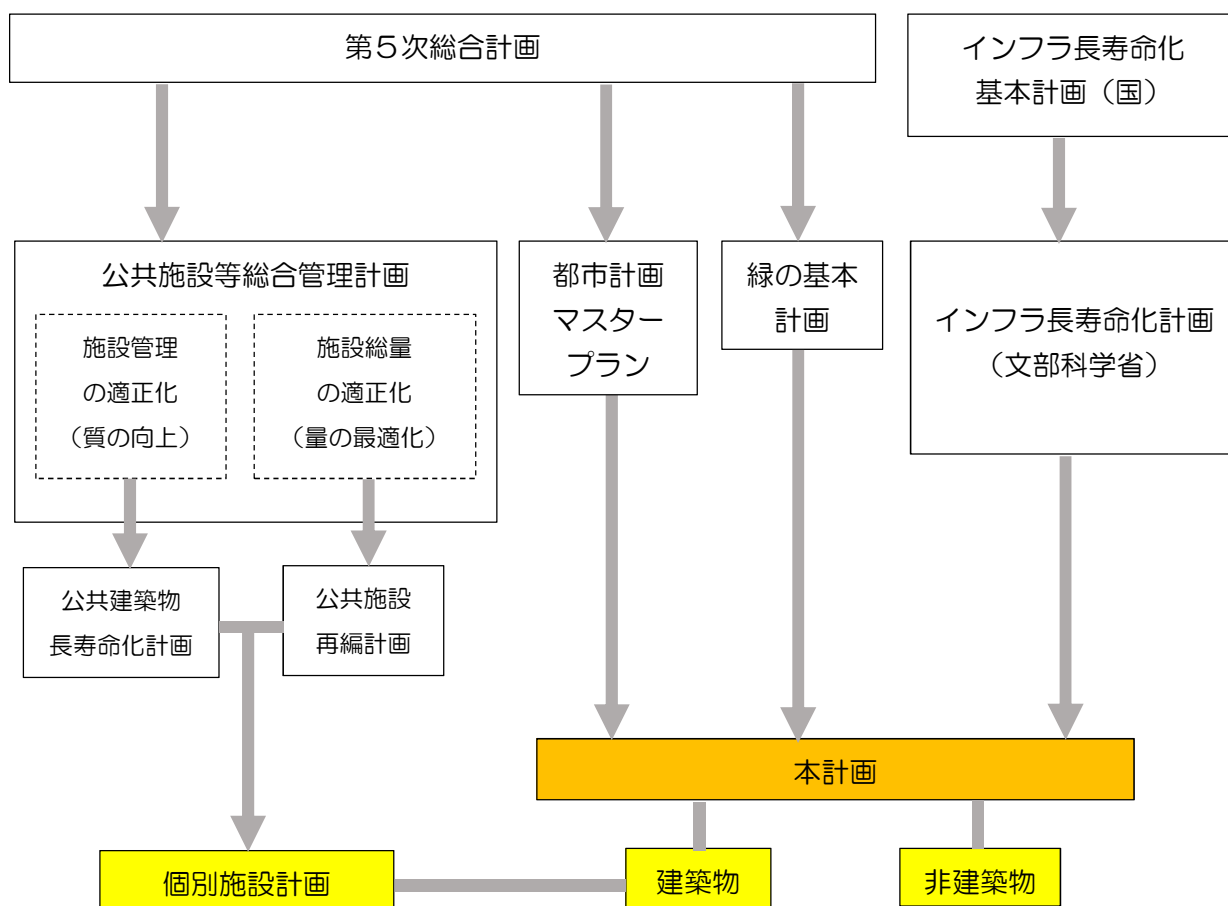 第５次総合計画
インフラ長寿命化
基本計画（国）
公共施設等総合管理計画
施設管理
の適正化
（質の向上）
施設総量
の適正化
（量の最適化）
都市計画
マスター
プラン
緑の基本
計画
インフラ長寿命化計画
（文部科学省）
公共建築物
長寿命化計画
公共施設
再編計画
本計画
個別施設計画
建築物
非建築物